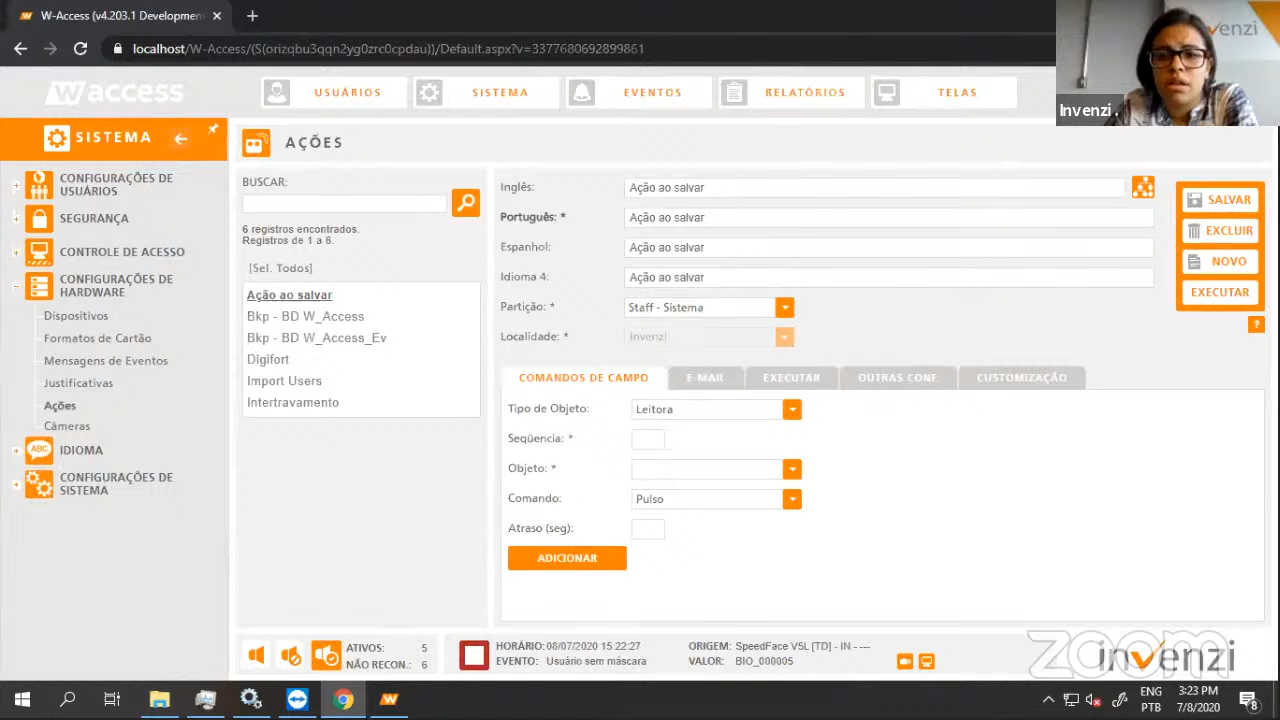 W-Access (v4.203.1 Developmen
localhost/W-Access/(S(orizqbu3qqn2yg0zrc0cpdau))/Default.aspx?v=3377680692899861
invenzi
Invenzi .
waccess
USUÁRIOS
SISTEMA
EVENTOS
RELATÓRIOS
TELAS
SISTEMA
CONFIGURAÇÕES DE
USUÁRIOS
SEGURANÇA
CONTROLE DE ACESSO
CONFIGURAÇÕES DE
HARDWARE
Dispositivos
Formatos de Cartão
Mensagens de Eventos
Justificativas
Ações
Câmeras
ABC
IDIOMA
CONFIGURAÇÕES DE
SISTEMA
AÇÕES
BUSCAR:
6 registros encontrados.
Registros de 1 a 6.
[Sel. Todos]
Ação ao salvar
Bkp - BD W_Access
Bkp - BD W_Access_Ev
Digifort
Import Users
Intertravamento
Inglês: Ação ao salvar
Português: * Ação ao salvar
Espanhol: Ação ao salvar
Idioma 4: Ação ao salvar
Partição: * Staff - Sistema
Localidade: * Invenzi
SALVAR
EXCLUIR
NOVO
EXECUTAR
?
COMANDOS DE CAMPO
E-MAIL
EXECUTAR
OUTRAS CONF.
CUSTOMIZAÇÃO
Tipo de Objeto: Leitora
Seqüencia: *
Objeto: *
Comando: Pulso
Atraso (seg):
ADICIONAR
ATIVOS: 5
NÃO RECON.: 6
HORÁRIO: 08/07/2020 15:22:27
EVENTO: Usuário sem máscara
ORIGEM: SpeedFace V5L [TD] - IN - ---
VALOR: BIO_000005
zoom
invenzi
ENG
PTB
3:23 PM
7/8/2020
8